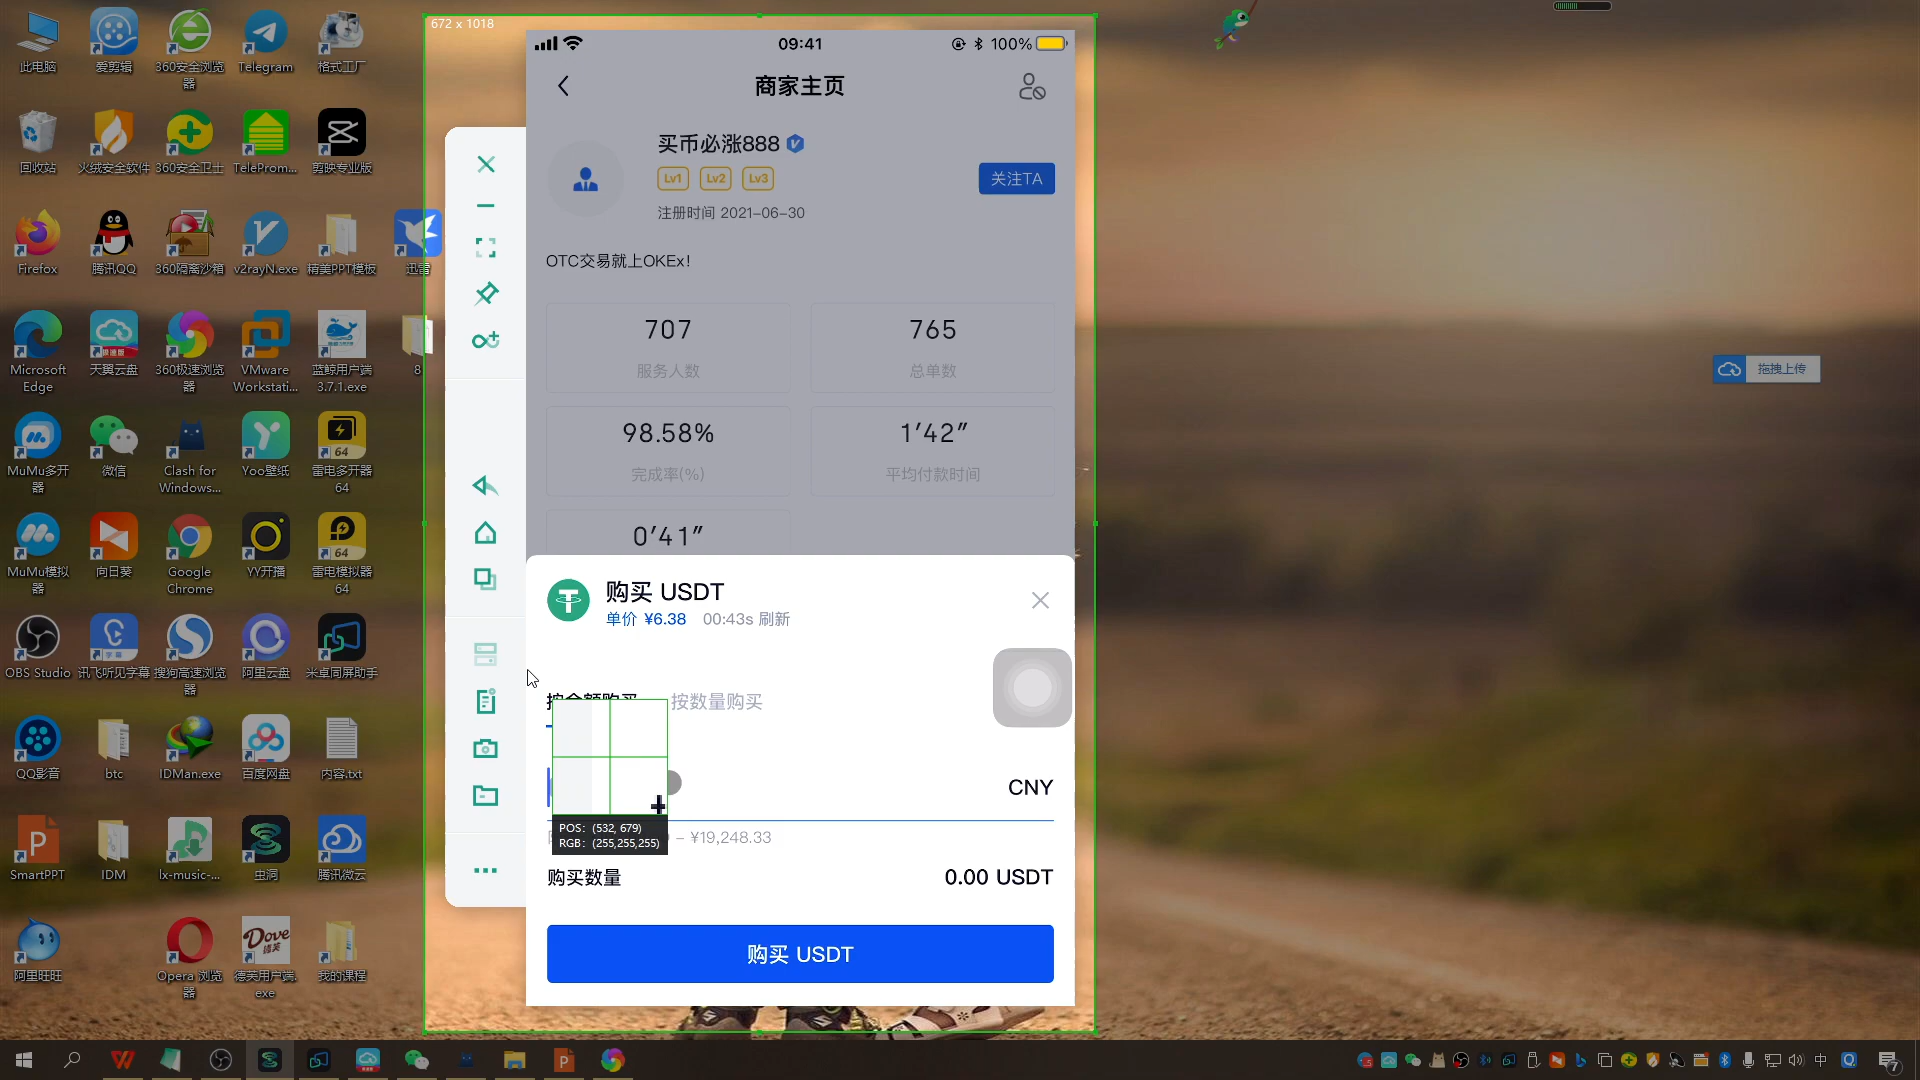 672 x 1018
此电脑
爱剪辑
360安全浏览
器
Telegram
格式工厂
回收站
火绒安全软件
360安全卫士
TeleProm...
剪映专业版
Firefox
腾讯QQ
360隔离沙箱
v2rayN.exe
精美PPT模板
迅雷
Microsoft
Edge
天翼云盘
360极速浏览
器
VMware
Workstati...
蓝鲸用户端
3.7.1.exe
8
MuMu多开
器
微信
Clash for
Windows...
Yoo壁纸
雷电多开器
64
MuMu模拟
器
向日葵
Google
Chrome
YY开播
雷电模拟器
64
OBS Studio
讯飞听见字幕
搜狗高速浏览
器
阿里云盘
米卓同屏助手
QQ影音
btc
IDMan.exe
百度网盘
内容.txt
SmartPPT
IDM
lx-music-...
虫洞
腾讯微云
阿里旺旺
Opera 浏览
器
德芙用户端.
exe
我的课程
09:41
100%
商家主页
买币必涨888
Lv1 Lv2 Lv3
关注TA
注册时间 2021-06-30
OTC交易就上OKEx!
707
服务人数
765
总单数
98.58%
完成率(%)
1′42″
平均付款时间
0′41″
购买 USDT
单价 ¥6.38 00:43s 刷新
按金额购买 按数量购买
CNY
– ¥19,248.33
POS: (532, 679)
RGB: (255,255,255)
购买数量
0.00 USDT
购买 USDT
拖拽上传
中
7